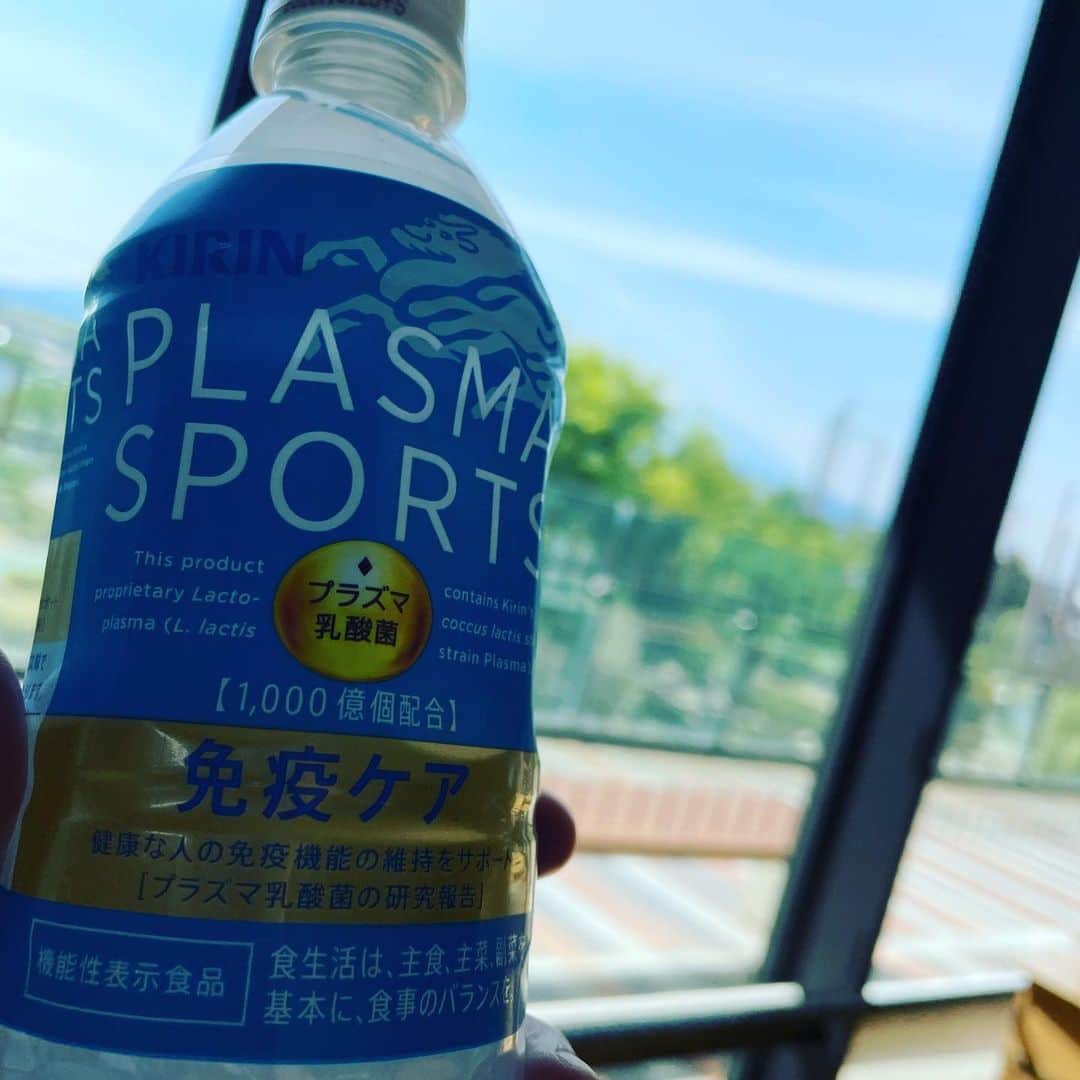 KIRIN
PLASMA
SPORTS
This product
proprietary Lacto-
plasma (L. lactis
プラズマ
乳酸菌
contains Kirin's
coccus lactis
strain Plasma)
【1,000億個配合】
免疫ケア
健康な人の免疫機能の維持をサポート
[プラズマ乳酸菌の研究報告]
機能性表示食品
食生活は、主食、主菜、副菜を
基本に、食事のバランスを